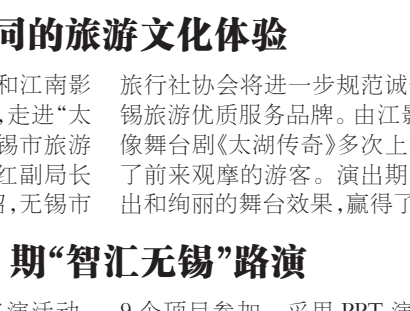 同的旅游文化体验
和江南影
,走进“太
锡市旅游
红副局长
,无锡市
旅行社协会将进一步规范诚
锡旅游优质服务品牌。由江
像舞台剧《太湖传奇》多次上
了前来观摩的游客。演出期
出和绚丽的舞台效果,赢得了
期“智汇无锡”路演
演活动
9个项目参加 采用PPT演